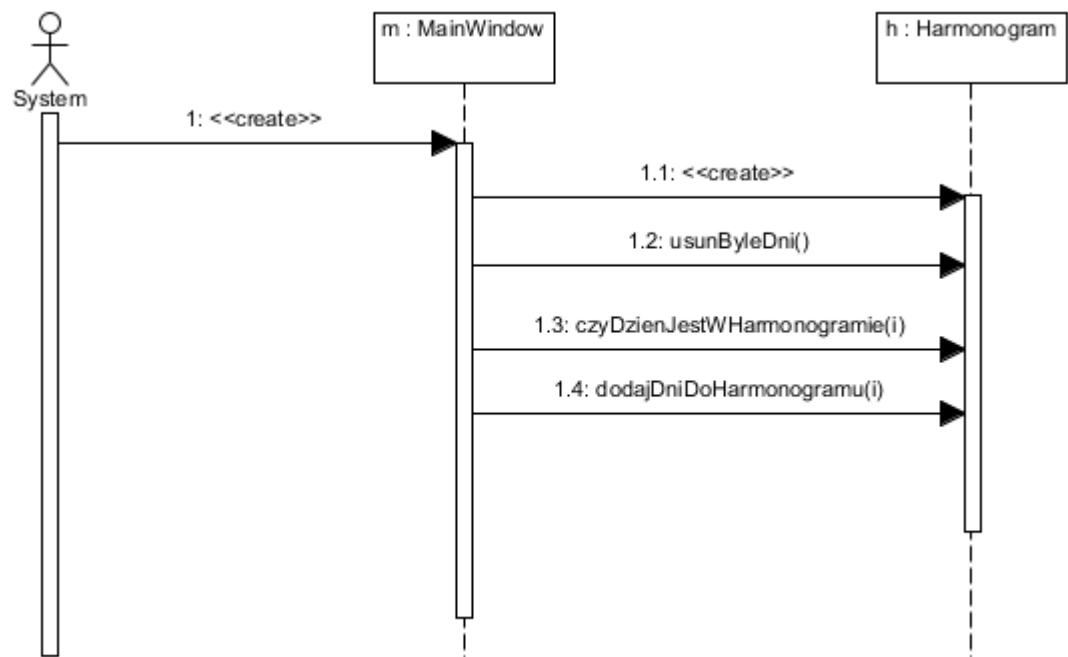 m : MainWindow
h : Harmonogram
System
1: <<create>>
1.1: <<create>>
1.2: usunByleDni()
1.3: czyDzienJestWHarmonogramie(i)
1.4: dodajDniDoHarmonogramu(i)